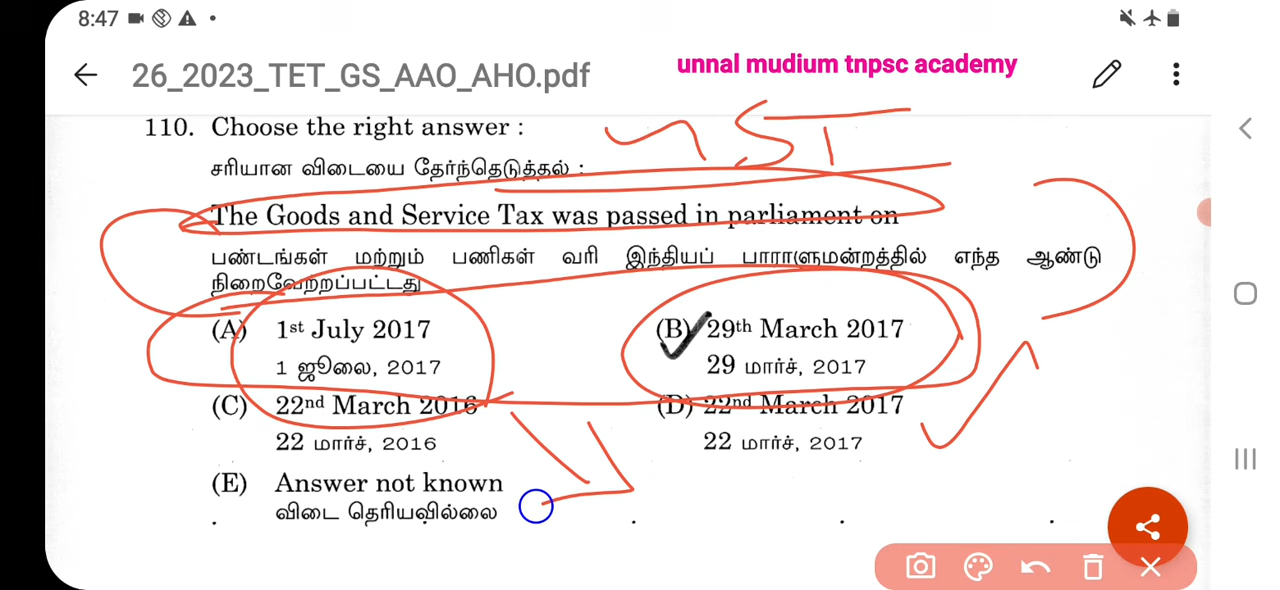 8:47
26_2023_TET_GS_AAO_AHO.pdf
unnal mudium tnpsc academy
110. Choose the right answer :
GST
சரியான விடையை தேர்ந்தெடுத்தல் :
The Goods and Service Tax was passed in parliament on
பண்டங்கள் மற்றும் பணிகள் வரி இந்தியப் பாராளுமன்றத்தில் எந்த ஆண்டு
நிறைவேற்றப்பட்டது
(A) 1st July 2017
1 ஜூலை, 2017
(B) 29th March 2017
29 மார்ச், 2017
(C) 22nd March 2016
22 மார்ச், 2016
(D) 22nd March 2017
22 மார்ச், 2017
(E) Answer not known
விடை தெரியவில்லை